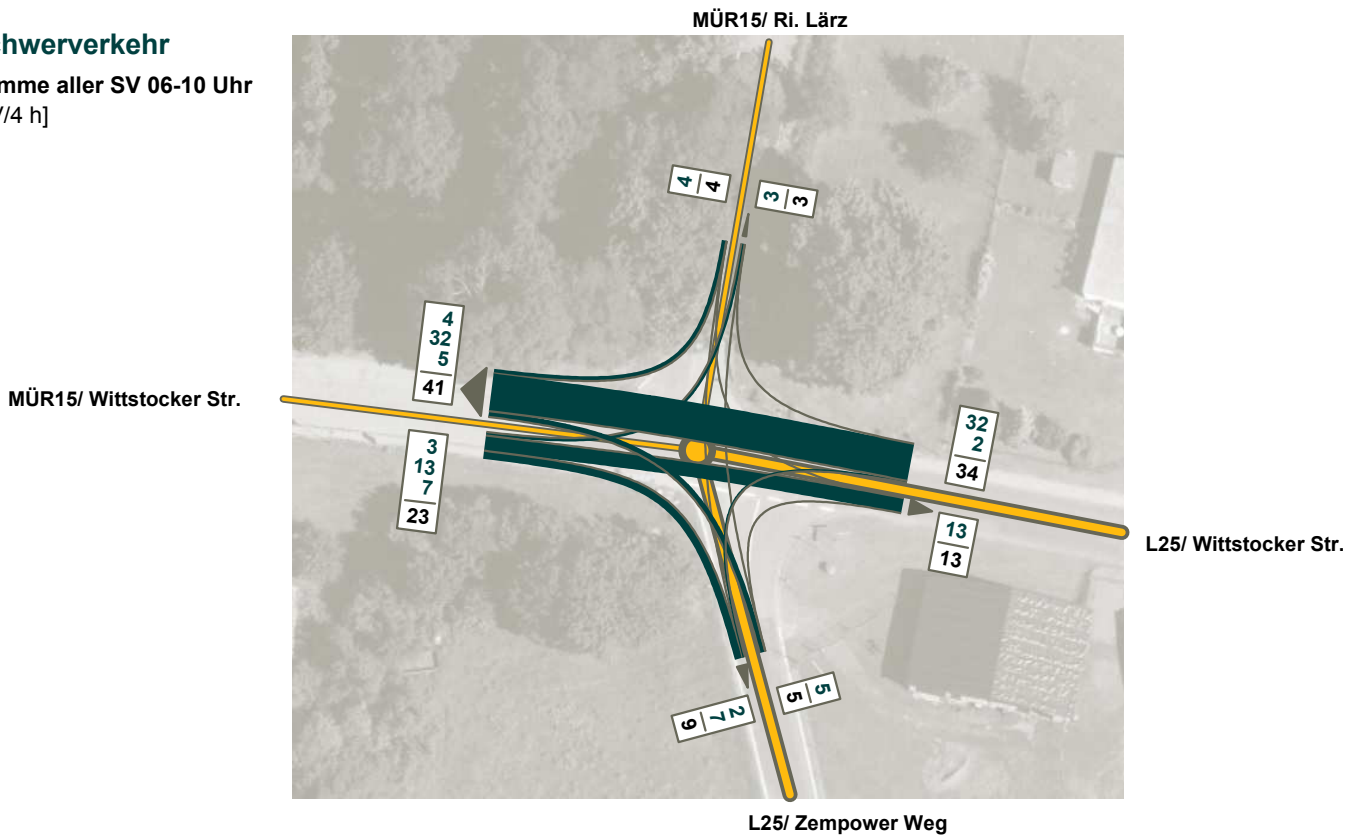 MÜR15/ Ri. Lärz
chwerverkehr
mme aller SV 06-10 Uhr
/4 h]
4 4
3 3
4
32
5
41
MÜR15/ Wittstocker Str.
3
13
7
23
32
2
34
13
13
L25/ Wittstocker Str.
9 7 2
5 5
L25/ Zempower Weg